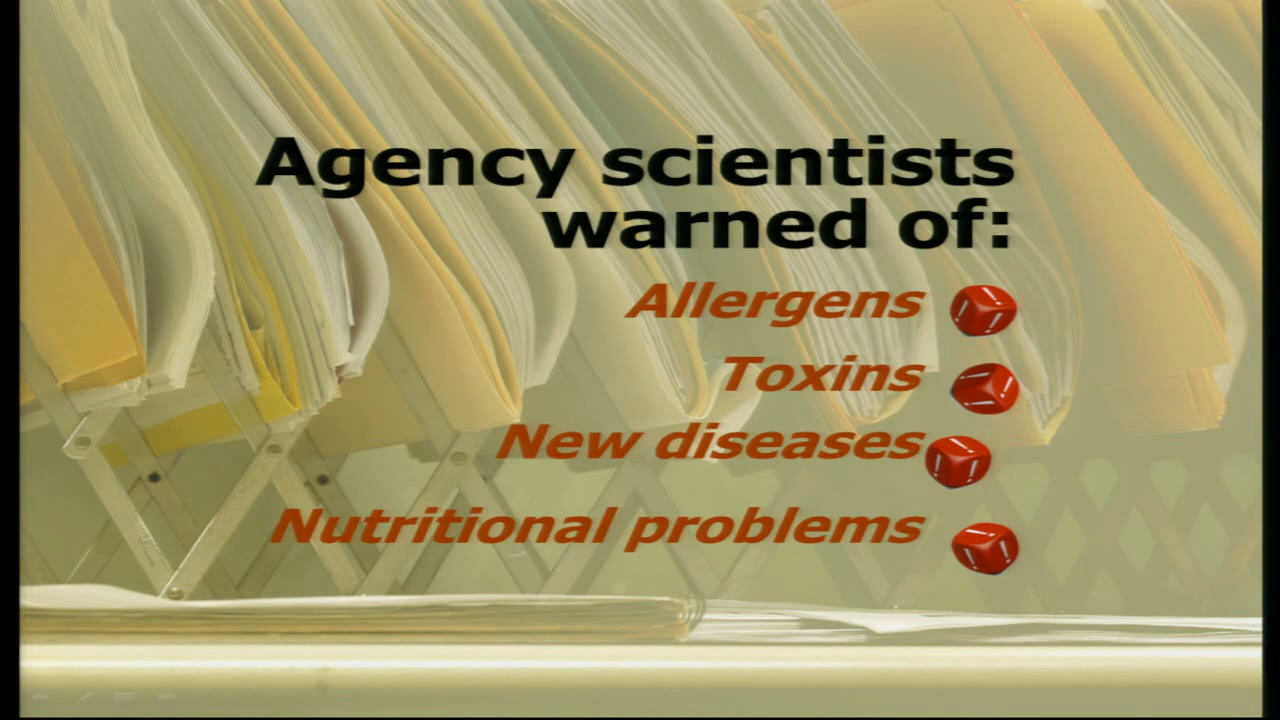 Agency scientists
warned of:
Allergens
Toxins
New diseases
Nutritional problems